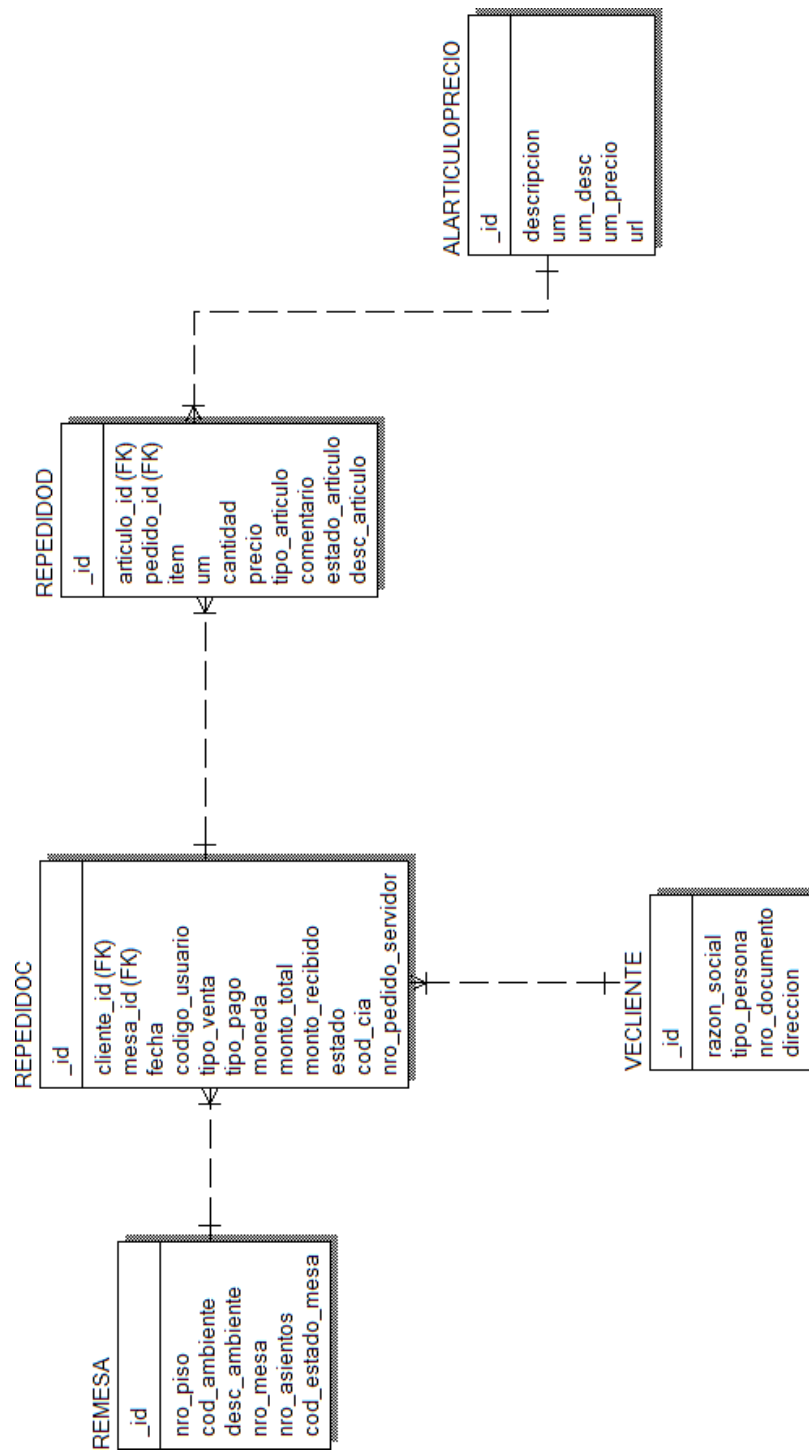 REMESA
_id
nro_piso
cod_ambiente
desc_ambiente
nro_mesa
nro_asientos
cod_estado_mesa
REPEDIDOC
_id
cliente_id (FK)
mesa_id (FK)
fecha
codigo_usuario
tipo_venta
tipo_pago
moneda
monto_total
monto_recibido
estado
cod_cia
nro_pedido_servidor
VECLIENTE
_id
razon_social
tipo_persona
nro_documento
direccion
REPEDIDOD
_id
articulo_id (FK)
pedido_id (FK)
item
um
cantidad
precio
tipo_articulo
comentario
estado_articulo
desc_articulo
ALARTICULOPRECIO
_id
descripcion
um
um_desc
um_precio
url